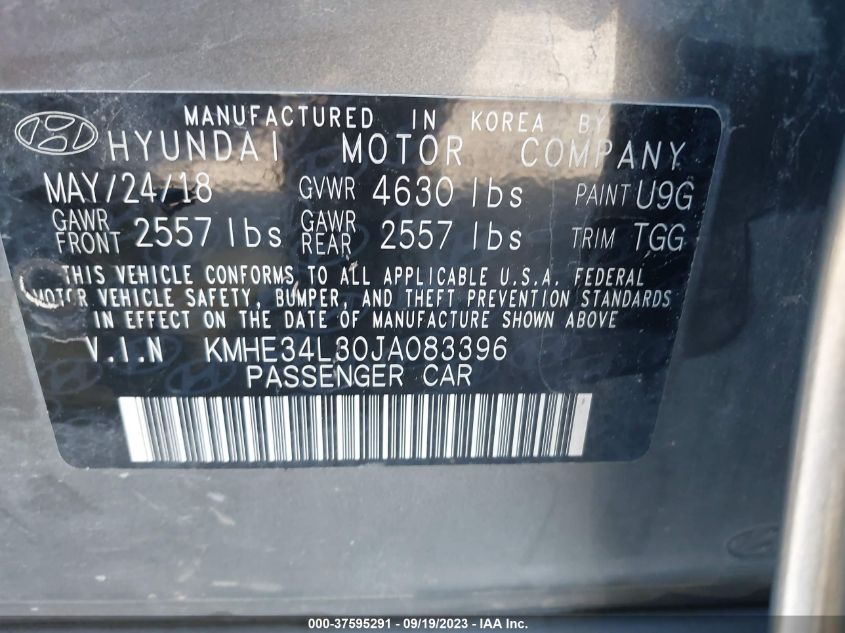 MANUFACTURED IN KOREA BY
HYUNDAI MOTOR COMPANY
MAY/24/18 GVWR 4630 lbs PAINT U9G
GAWR FRONT 2557 lbs GAWR REAR 2557 lbs TRIM TGG
THIS VEHICLE CONFORMS TO ALL APPLICABLE U.S.A. FEDERAL
MOTOR VEHICLE SAFETY, BUMPER, AND THEFT PREVENTION STANDARDS
IN EFFECT ON THE DATE OF MANUFACTURE SHOWN ABOVE
V.I.N KMHE34L30JA083396
PASSENGER CAR
000-37595291 - 09/19/2023 - IAAI.com.